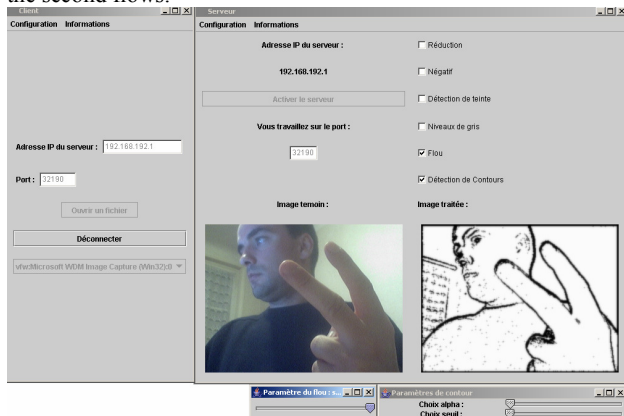 the second flows.
Client
Configuration Informations
Adresse IP du serveur : 192.168.192.1
Port : 32190
Ouvrir un fichier
Déconnecter
vfw:Microsoft WDM Image Capture (Win32):0
Serveur
Configuration Informations
Adresse IP du serveur :
192.168.192.1
Activer le serveur
Vous travaillez sur le port :
32190
Réduction
Négatif
Détection de teinte
Niveaux de gris
Flou
Détection de Contours
Image temoin :
Image traitée :
Paramètre du flou : s...
Paramètres de contour
Choix alpha :
Choix seuil :